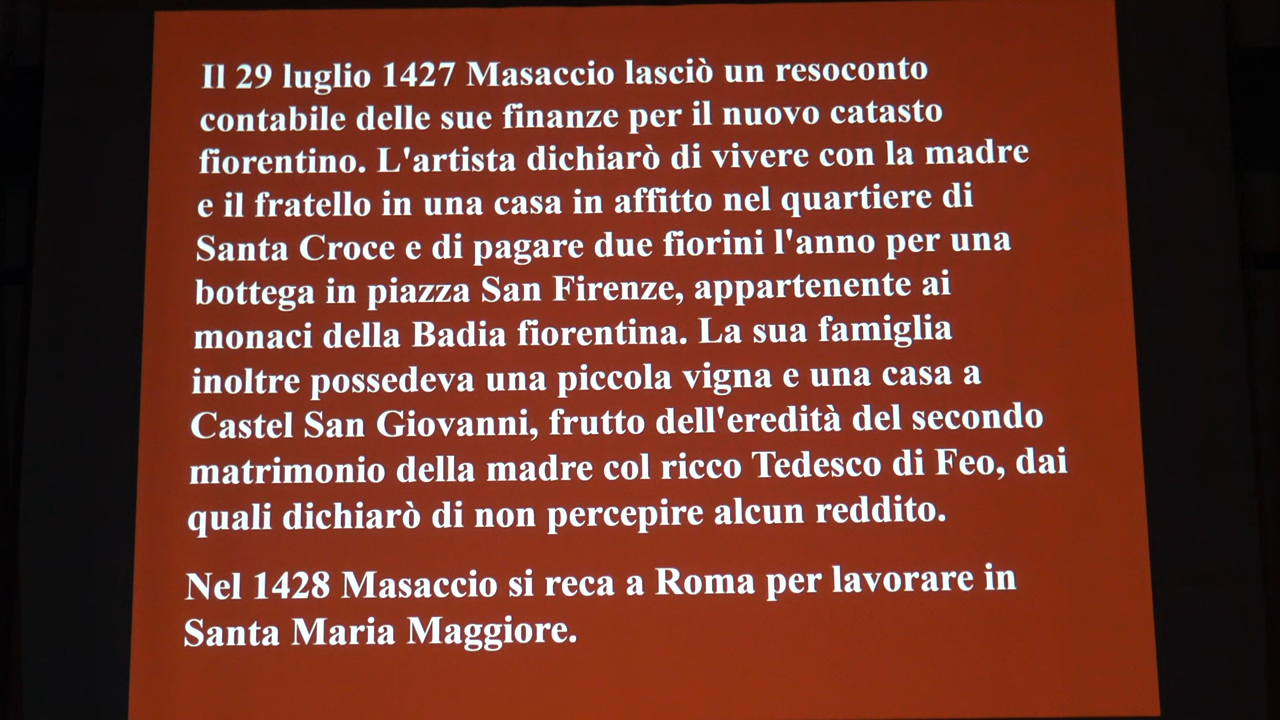 Il 29 luglio 1427 Masaccio lasciò un resoconto
contabile delle sue finanze per il nuovo catasto
fiorentino. L'artista dichiarò di vivere con la madre
e il fratello in una casa in affitto nel quartiere di
Santa Croce e di pagare due fiorini l'anno per una
bottega in piazza San Firenze, appartenente ai
monaci della Badia fiorentina. La sua famiglia
inoltre possedeva una piccola vigna e una casa a
Castel San Giovanni, frutto dell'eredità del secondo
matrimonio della madre col ricco Tedesco di Feo, dai
quali dichiarò di non percepire alcun reddito.
Nel 1428 Masaccio si reca a Roma per lavorare in
Santa Maria Maggiore.